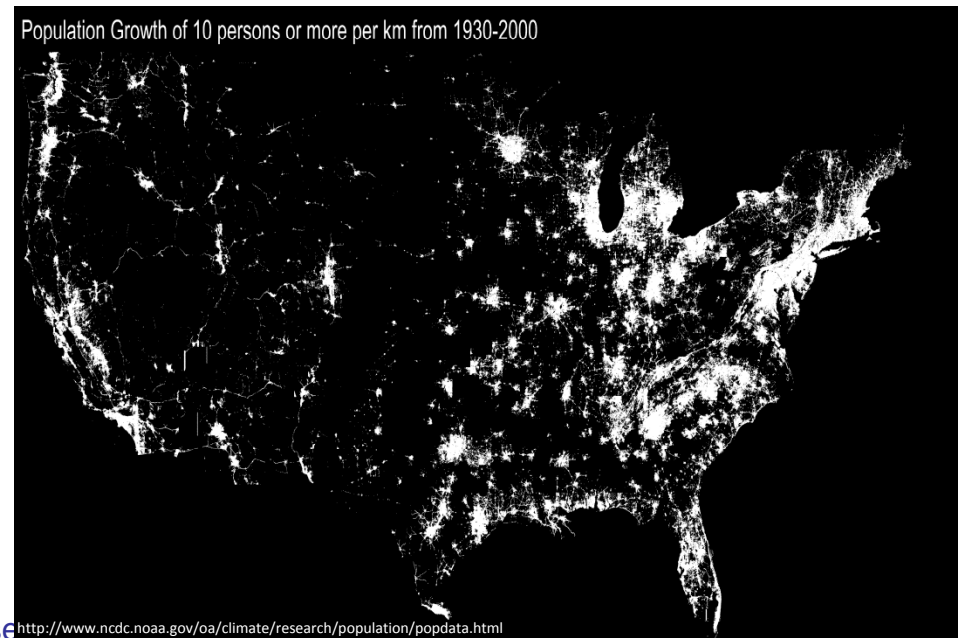 Population Growth of 10 persons or more per km from 1930-2000
http://www.ncdc.noaa.gov/oa/climate/research/population/popdata.html